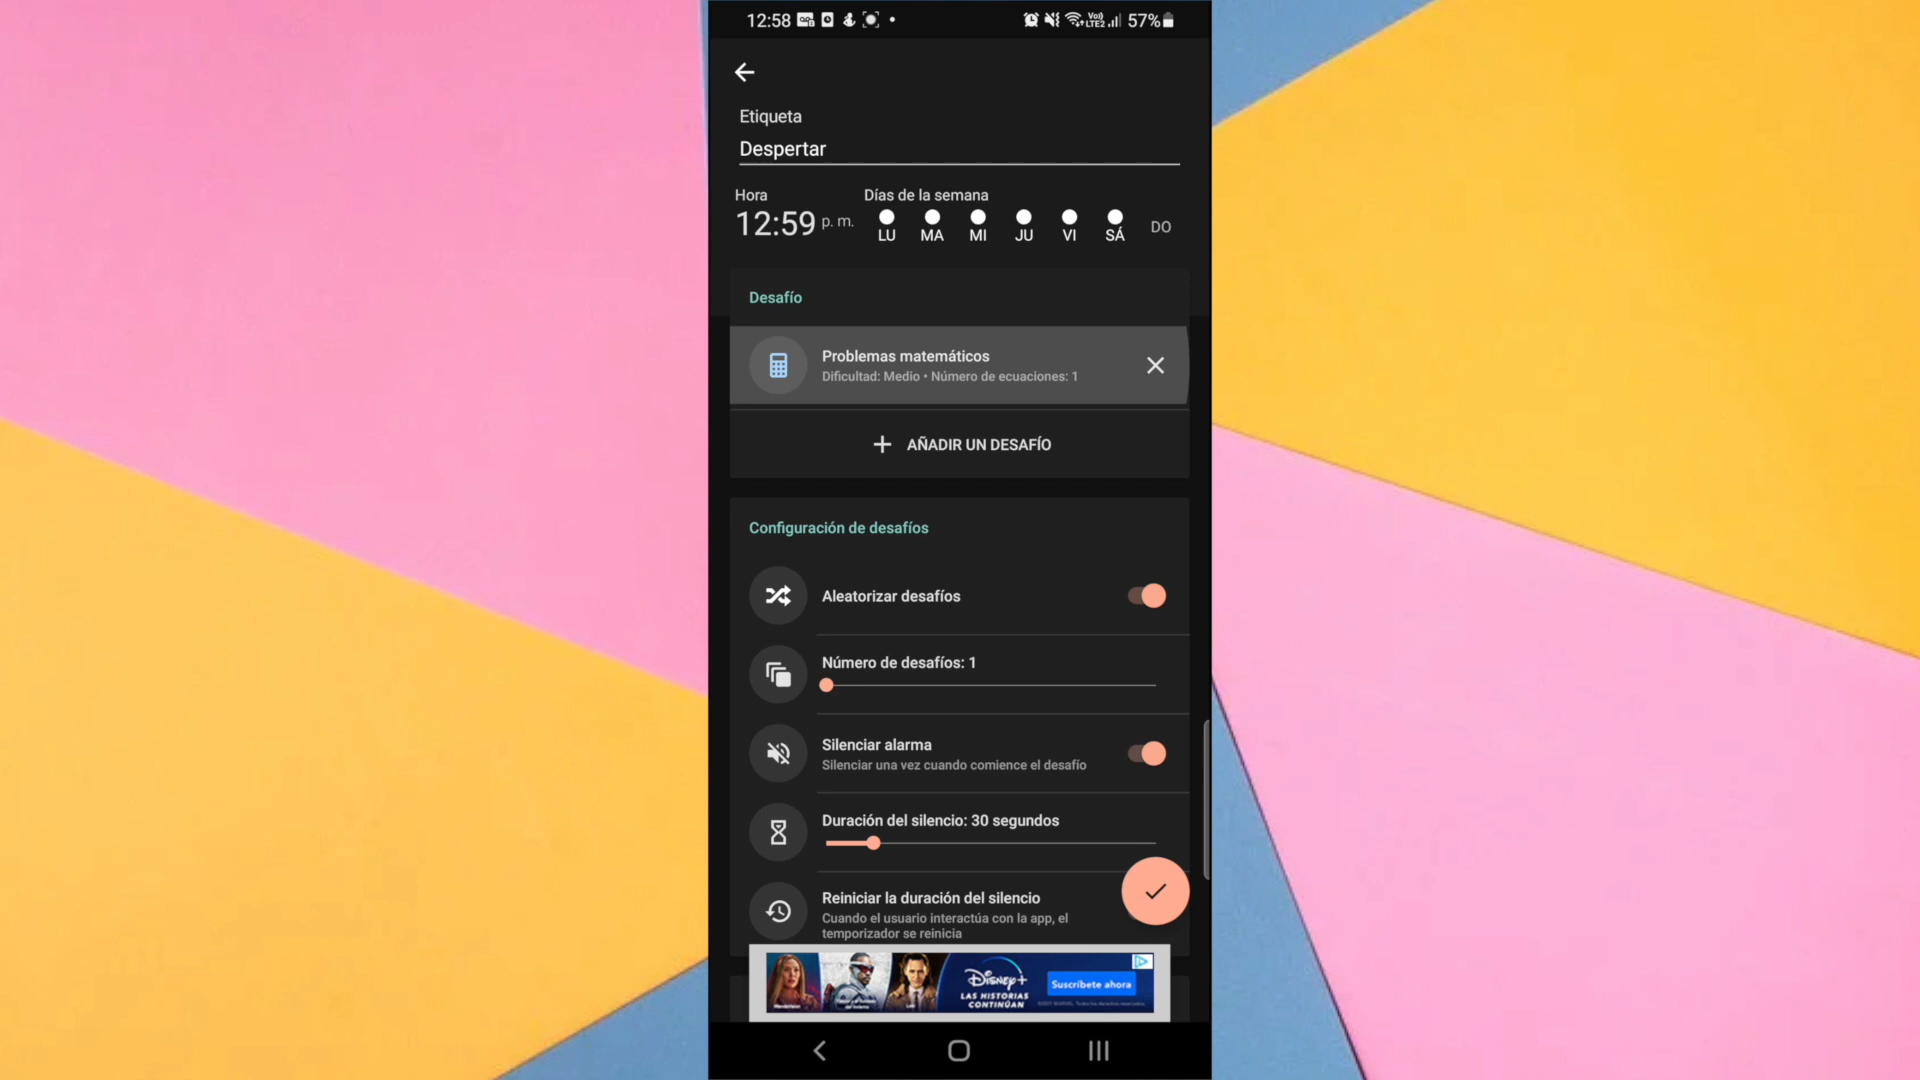 12:58
Vo)) LTE2 57%
Etiqueta
Despertar
Hora
Días de la semana
12:59 p. m.
LU MA MI JU VI SÁ DO
Desafío
Problemas matemáticos
Dificultad: Medio • Número de ecuaciones: 1
AÑADIR UN DESAFÍO
Configuración de desafíos
Aleatorizar desafíos
Número de desafíos: 1
Silenciar alarma
Silenciar una vez cuando comience el desafío
Duración del silencio: 30 segundos
Reiniciar la duración del silencio
Cuando el usuario interactúa con la app, el
temporizador se reinicia
Disney+
LAS HISTORIAS
CONTINÚAN
Suscríbete ahora